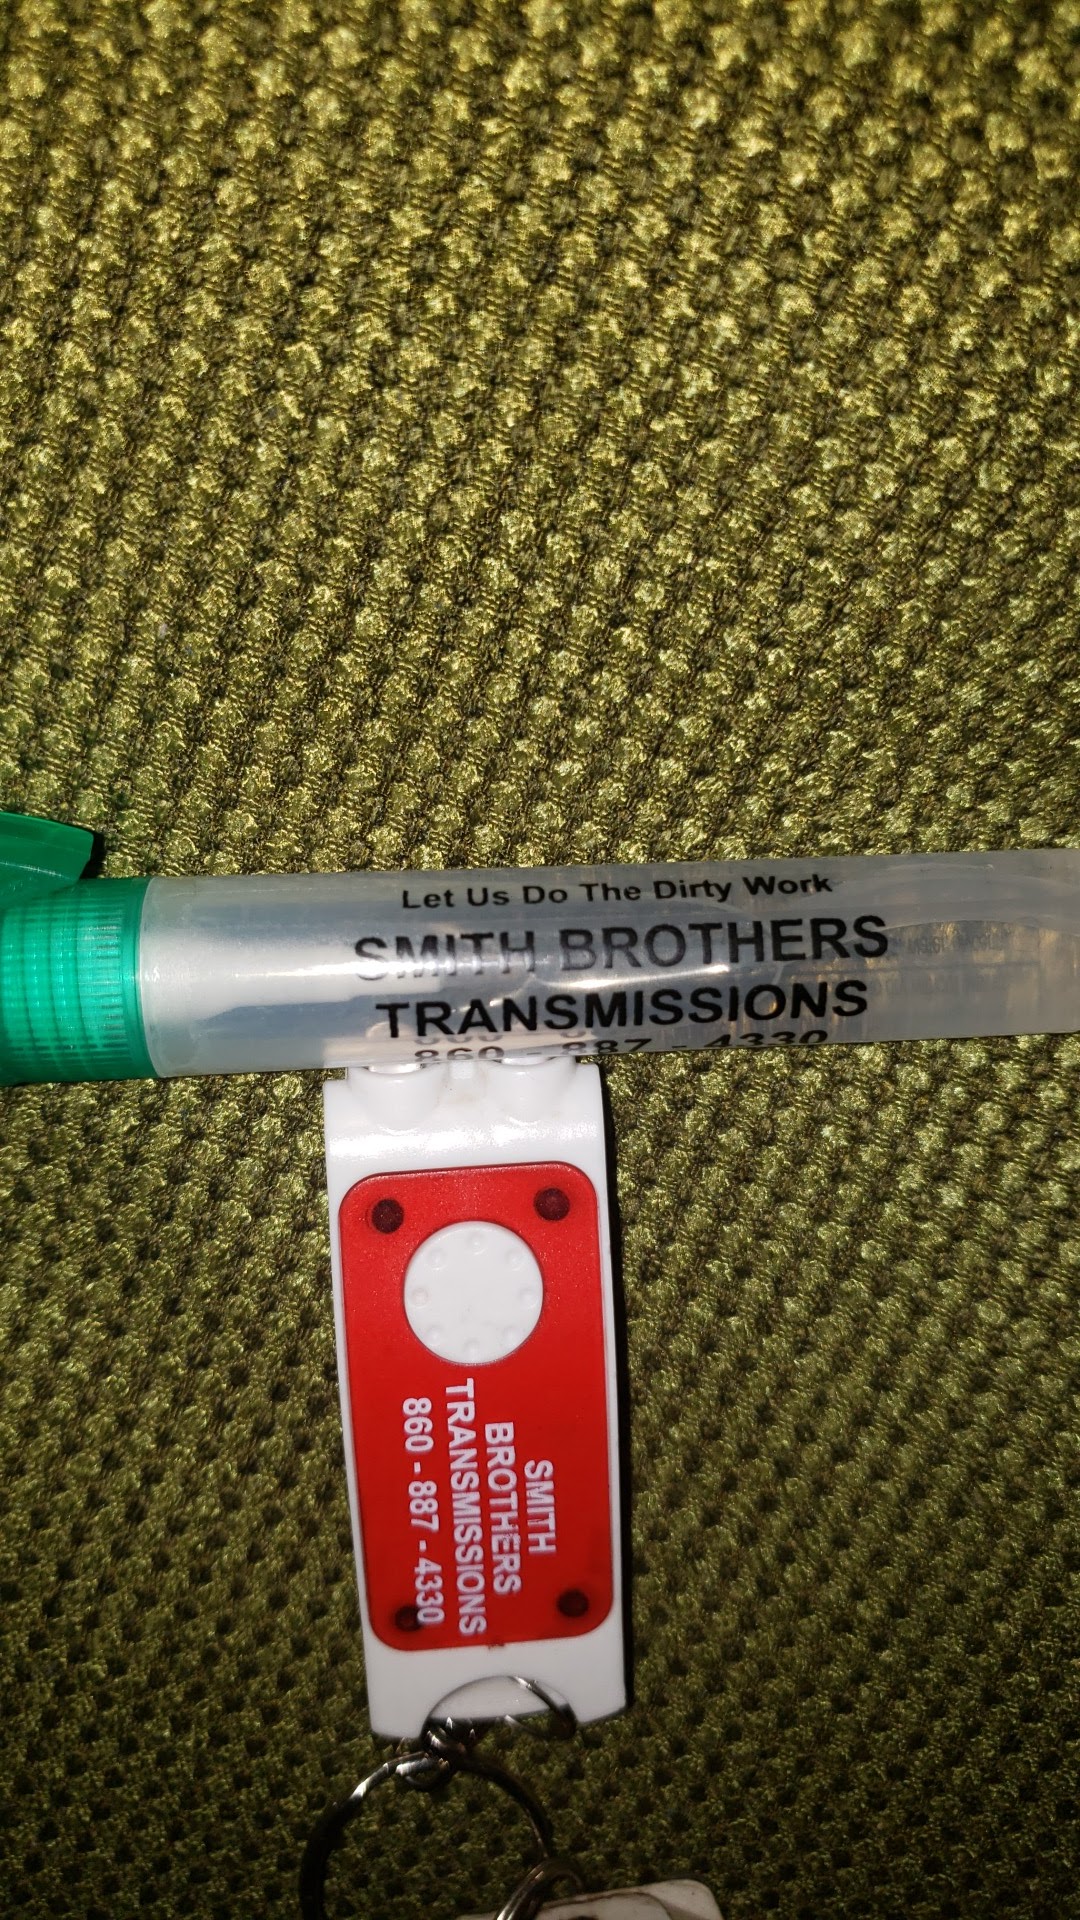 Let Us Do The Dirty Work
SMITH BROTHERS
TRANSMISSIONS
860 - 887 - 4330
SMITH
BROTHERS
TRANSMISSIONS
860 - 887 - 4330